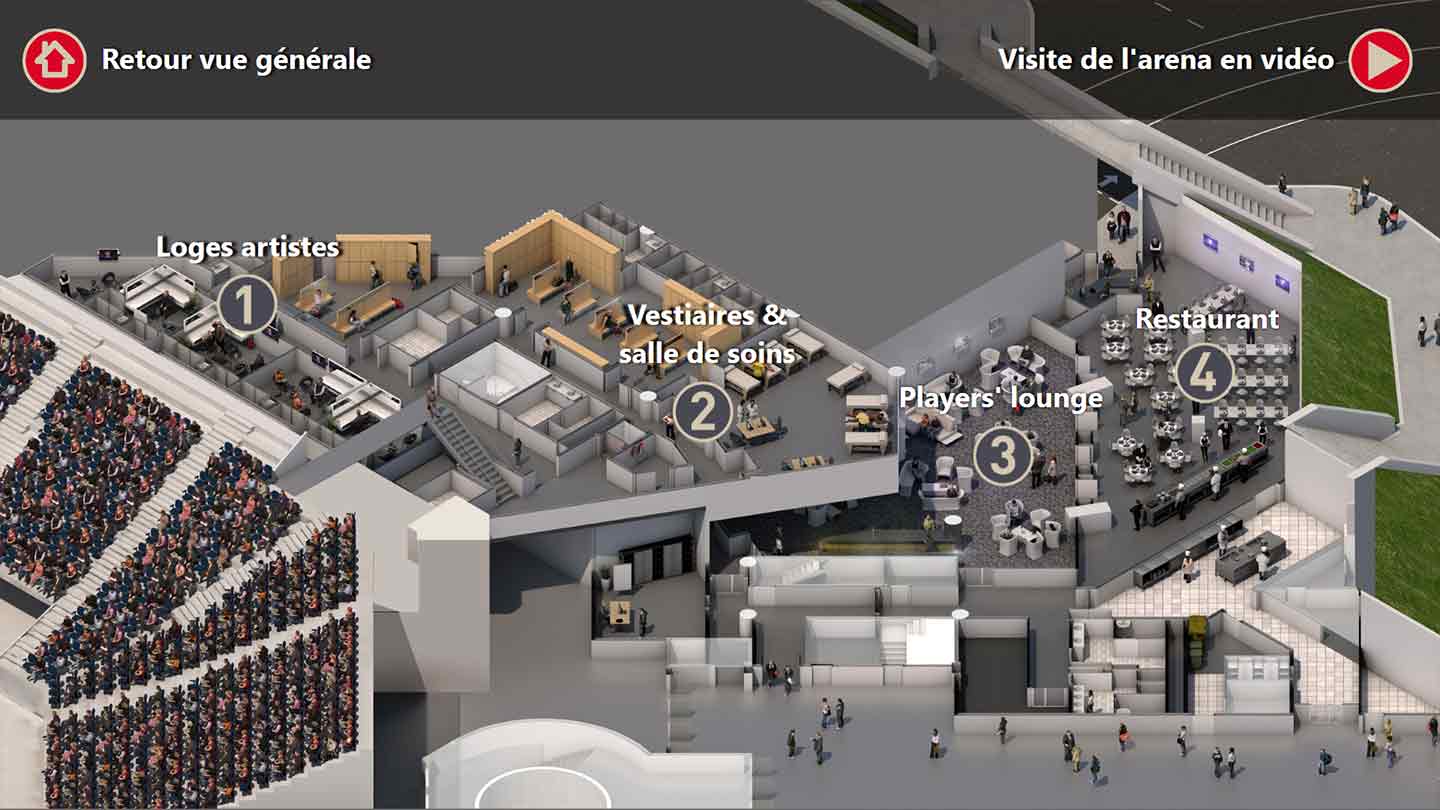 Retour vue générale
Visite de l'arena en vidéo
Loges artistes
1
Vestiaires &
salle de soins
2
Players' lounge
3
Restaurant
4